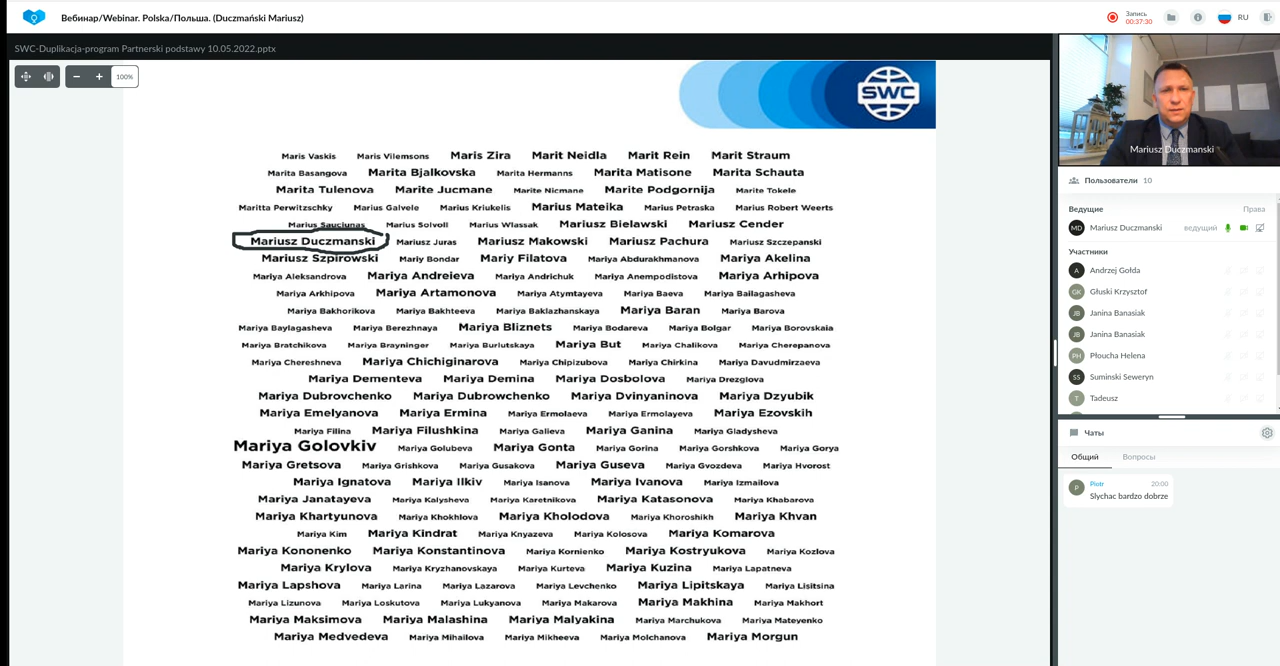 Вебинар/Webinar. Polska/Польша. (Duczmański Mariusz)
Запись
00:37:30
RU
SWC-Duplikacja-program Partnerski podstawy 10.05.2022.pptx
100%
SWC
Maris Vaskis Maris Vilemsons Maris Zira Marit Neidla Marit Rein Marit Straum
Marita Basangova Marita Bjalkovska Marita Hermanns Marita Matisone Marita Schauta
Marita Tulenova Marite Jucmane Marite Nicmane Marite Podgornija Marite Tokele
Maritta Perwitzschky Marius Galvele Marius Kriukelis Marius Mateika Marius Petraska Marius Robert Weerts
Marius Sauciunas Marius Solvoll Marius Wlassak Mariusz Bielawski Mariusz Cender
Mariusz Duczmanski Mariusz Juras Mariusz Makowski Mariusz Pachura Mariusz Szczepanski
Mariusz Szpirowski Mariy Bondar Mariy Filatova Mariya Abdurakhmanova Mariya Akelina
Mariya Aleksandrova Mariya Andreieva Mariya Andrichuk Mariya Anempodistova Mariya Arhipova
Mariya Arkhipova Mariya Artamonova Mariya Atymtayeva Mariya Baeva Mariya Bailagasheva
Mariya Bakhorikova Mariya Bakhteeva Mariya Baklazhanskaya Mariya Baran Mariya Barova
Mariya Baylagasheva Mariya Berezhnaya Mariya Bliznets Mariya Bodareva Mariya Bolgar Mariya Borovskaia
Mariya Bratchikova Mariya Brayninger Mariya Burlutskaya Mariya But Mariya Chalikova Mariya Cherepanova
Mariya Chereshneva Mariya Chichiginarova Mariya Chipizubova Mariya Chirkina Mariya Davudmirzaeva
Mariya Dementeva Mariya Demina Mariya Dosbolova Mariya Drezglova
Mariya Dubrovchenko Mariya Dubrowchenko Mariya Dvinyaninova Mariya Dzyubik
Mariya Emelyanova Mariya Ermina Mariya Ermolaeva Mariya Ermolayeva Mariya Ezovskih
Mariya Filina Mariya Filushkina Mariya Galieva Mariya Ganina Mariya Gladysheva
Mariya Golovkiv Mariya Golubeva Mariya Gonta Mariya Gorina Mariya Gorshkova Mariya Gorya
Mariya Gretsova Mariya Grishkova Mariya Gusakova Mariya Guseva Mariya Gvozdeva Mariya Hvorost
Mariya Ignatova Mariya Ilkiv Mariya Isanova Mariya Ivanova Mariya Izmailova
Mariya Janatayeva Mariya Kalysheva Mariya Karetnikova Mariya Katasonova Mariya Khabarova
Mariya Khartyunova Mariya Khokhlova Mariya Kholodova Mariya Khoroshikh Mariya Khvan
Mariya Kim Mariya Kindrat Mariya Knyazeva Mariya Kolosova Mariya Komarova
Mariya Kononenko Mariya Konstantinova Mariya Kornienko Mariya Kostryukova Mariya Kozlova
Mariya Krylova Mariya Kryzhanovskaya Mariya Kurteva Mariya Kuzina Mariya Lapatneva
Mariya Lapshova Mariya Larina Mariya Lazarova Mariya Levchenko Mariya Lipitskaya Mariya Lisitsina
Mariya Lizunova Mariya Loskutova Mariya Lukyanova Mariya Makarova Mariya Makhina Mariya Makhort
Mariya Maksimova Mariya Malashina Mariya Malyakina Mariya Marchukova Mariya Mateyenko
Mariya Medvedeva Mariya Mihailova Mariya Mikheeva Mariya Molchanova Mariya Morgun
Mariusz Duczmanski
Пользователи 10
Ведущие Права
MD Mariusz Duczmanski ведущий
Участники
A Andrzej Gołda
GK Głuski Krzysztof
JB Janina Banasiak
JB Janina Banasiak
PH Płoucha Helena
SS Suminski Seweryn
T Tadeusz
Чаты
Общий Вопросы
P Piotr 20:00
Slychac bardzo dobrze